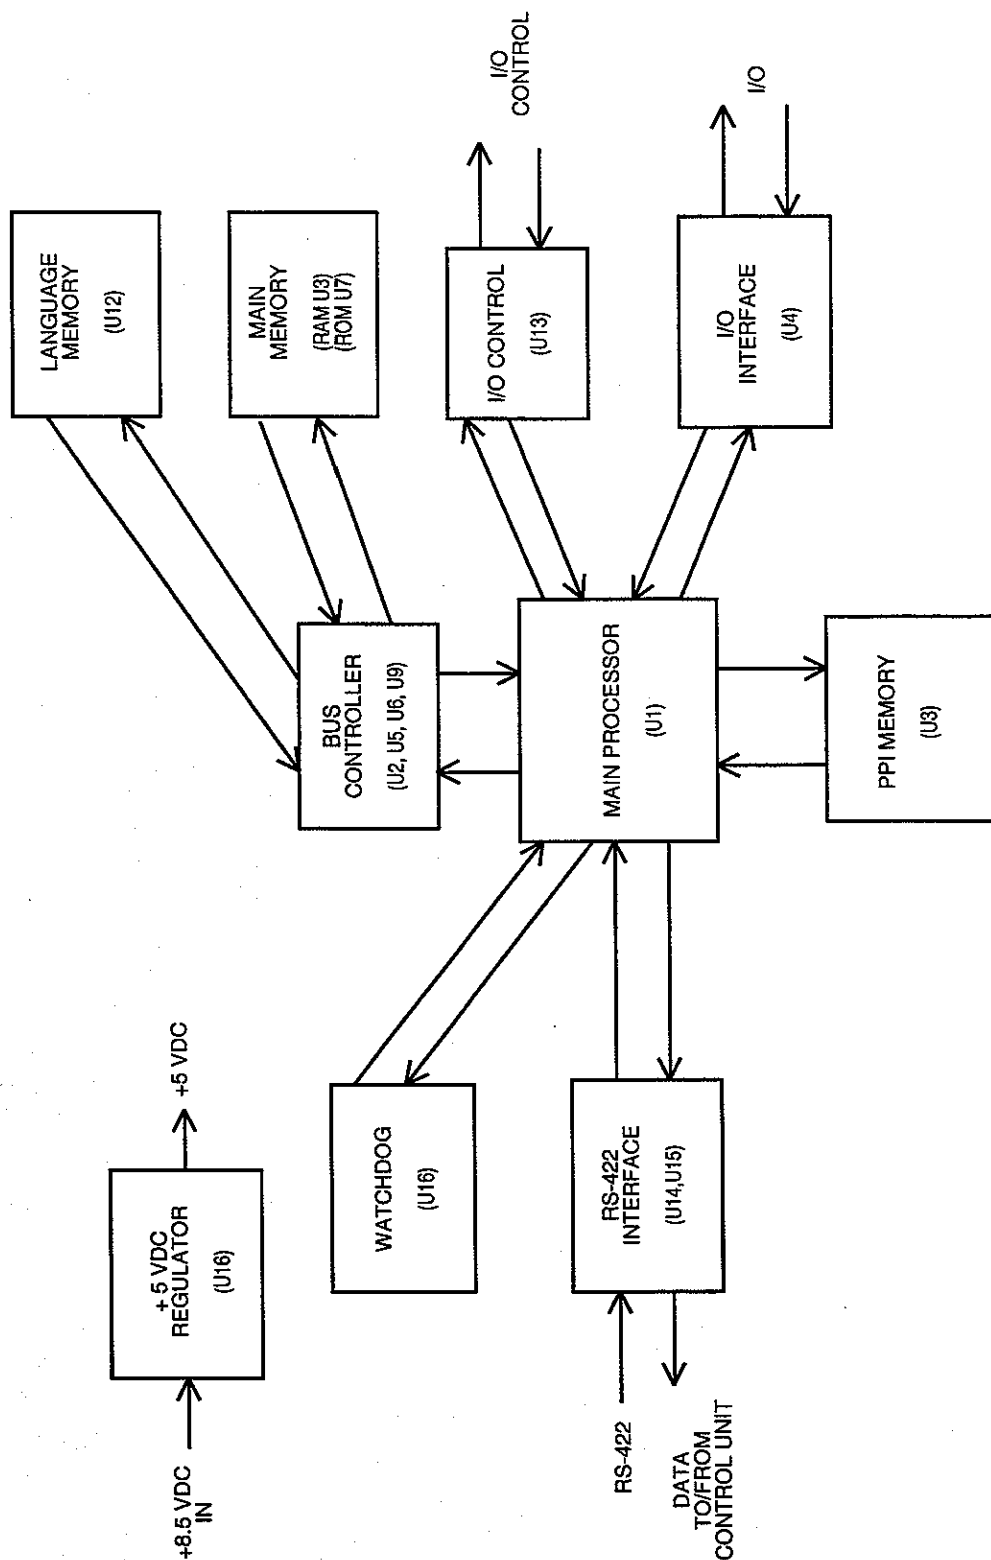 LANGUAGE
MEMORY
(U12)
MAIN
MEMORY
(RAM U3)
(ROM U7)
I/O CONTROL
(U13)
I/O
CONTROL
I/O
INTERFACE
(U4)
I/O
BUS
CONTROLLER
(U2, U5, U6, U9)
MAIN PROCESSOR
(U1)
PPI MEMORY
(U3)
+5 VDC
+ 5 VDC
REGULATOR
(U16)
+8.5 VDC
IN
WATCHDOG
(U16)
RS-422
INTERFACE
(U14,U15)
RS-422
DATA
TO/FROM
CONTROL UNIT